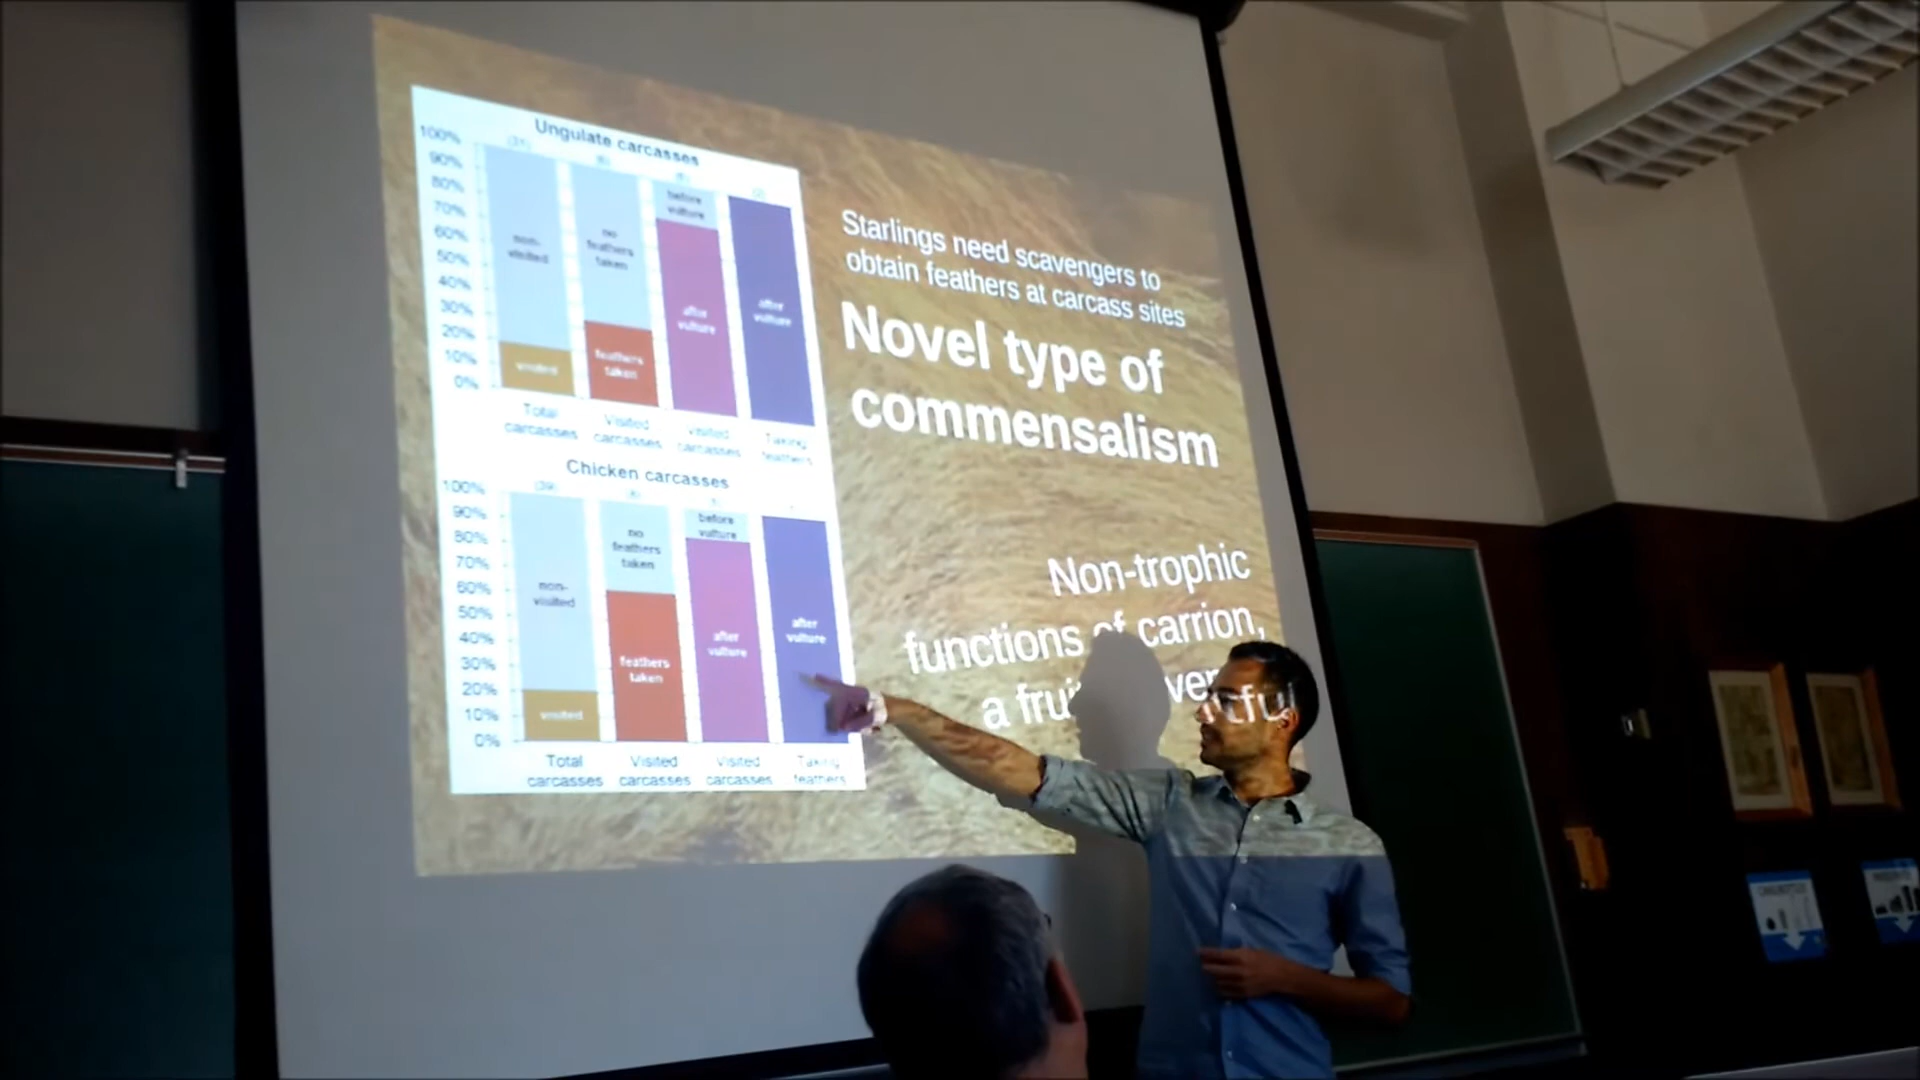 Ungulate carcasses
(31)
100%
90%
80%
70%
60%
50%
40%
30%
20%
10%
0%
non-
visited
visited
no
feathers
taken
feathers
taken
before
vulture
after
vulture
after
vulture
Total
carcasses
Visited
carcasses
Visited
carcasses
Taking
feathers
Chicken carcasses
(39)
100%
90%
80%
70%
60%
50%
40%
30%
20%
10%
0%
non-
visited
visited
no
feathers
taken
feathers
taken
before
vulture
after
vulture
after
vulture
Total
carcasses
Visited
carcasses
Visited
carcasses
Taking
feathers
Starlings need scavengers to
obtain feathers at carcass sites
Novel type of
commensalism
Non-trophic
functions of carrion,
a